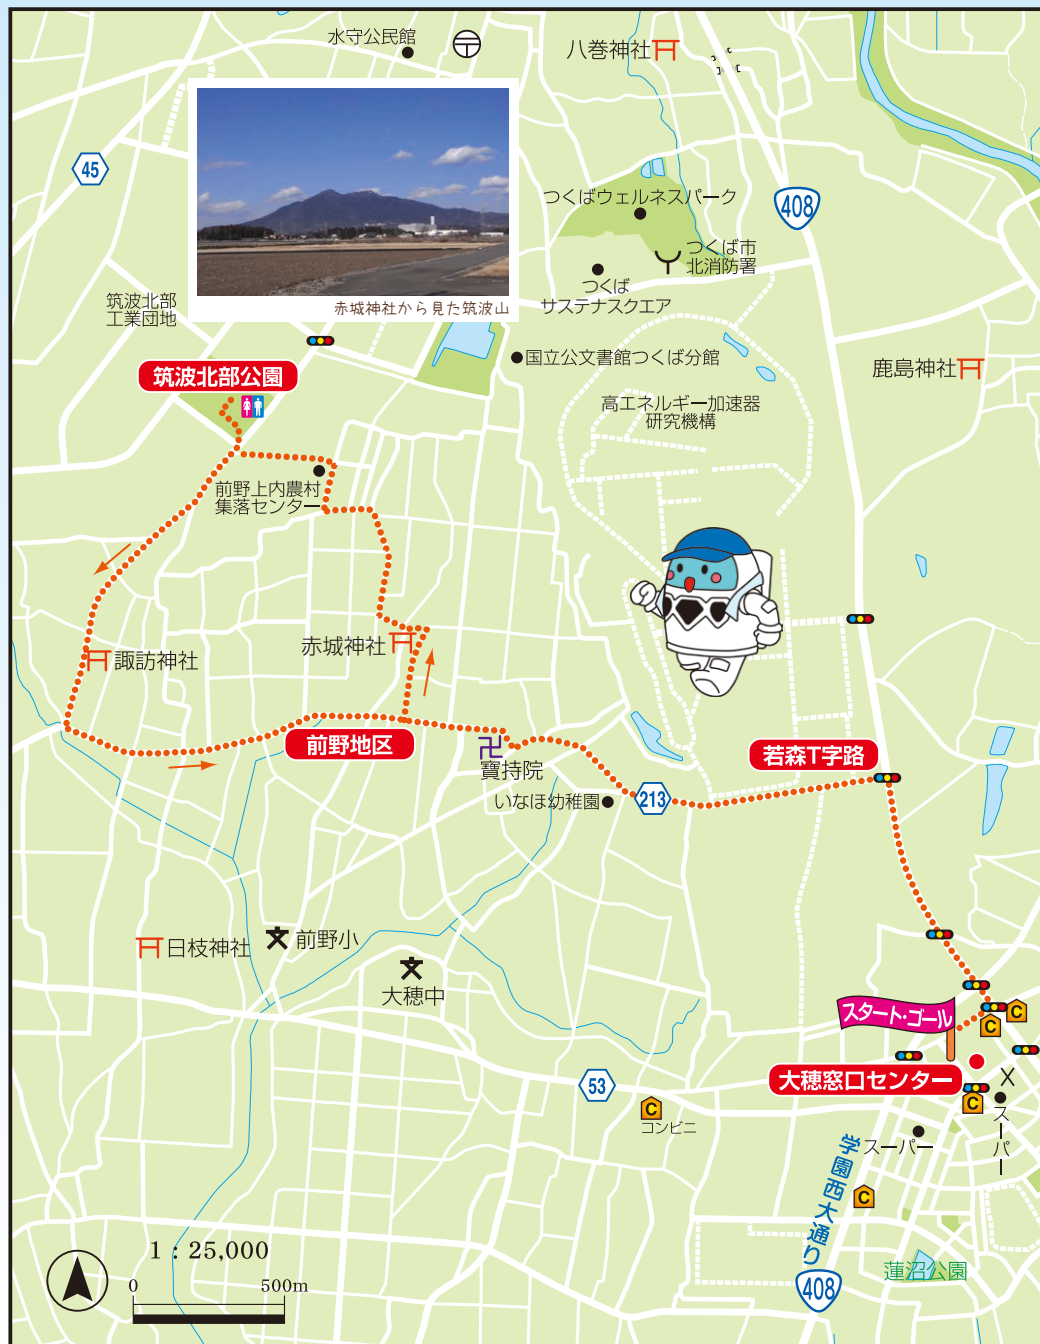 水守公民館
八巻神社
45
408
つくばウェルネスパーク
つくば市
北消防署
つくば
サステナスクエア
赤城神社から見た筑波山
筑波北部
工業団地
国立公文書館つくば分館
鹿島神社
筑波北部公園
高エネルギー加速器
研究機構
前野上内農村
集落センター
赤城神社
諏訪神社
前野地区
若森T字路
寶持院
いなほ幼稚園
213
日枝神社
前野小
大穂中
スタート・ゴール
C
C
大穂窓口センター
53
C
コンビニ
C
スーパー
スーパー
学園西大通り
C
408
蓮沼公園
1 : 25,000
0
500m